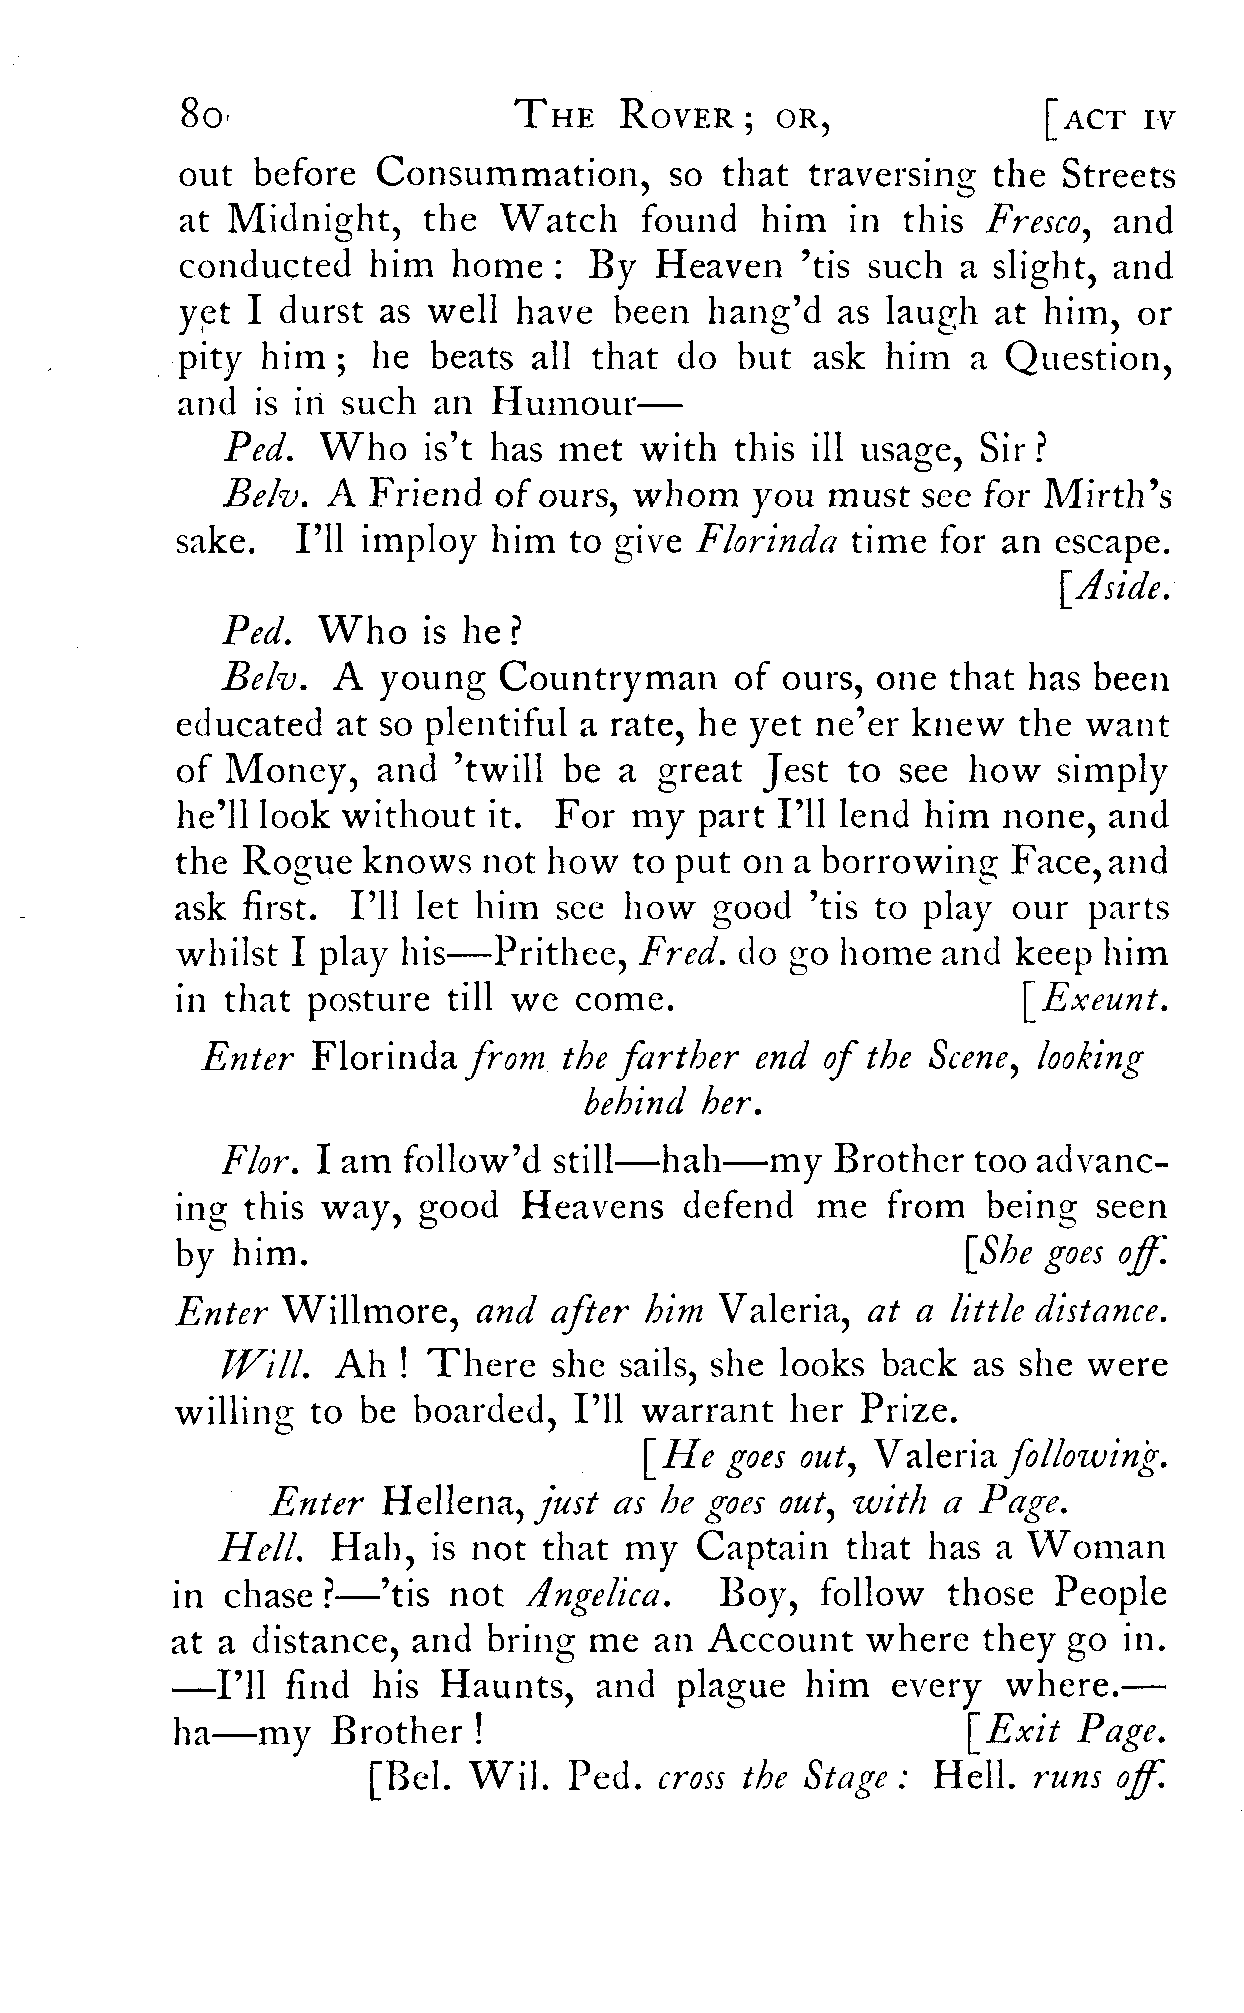 80 THE ROVER; OR, [ACT IV
out before Consummation, so that traversing the Streets
at Midnight, the Watch found him in this Fresco, and
conducted him home: By Heaven 'tis such a slight, and
yet I durst as well have been hang'd as laugh at him, or
pity him; he beats all that do but ask him a Question,
and is in such an Humour—
Ped. Who is't has met with this ill usage, Sir?
Belv. A Friend of ours, whom you must see for Mirth's
sake. I'll imploy him to give Florinda time for an escape.
[Aside.
Ped. Who is he?
Belv. A young Countryman of ours, one that has been
educated at so plentiful a rate, he yet ne'er knew the want
of Money, and 'twill be a great Jest to see how simply
he'll look without it. For my part I'll lend him none, and
the Rogue knows not how to put on a borrowing Face, and
ask first. I'll let him see how good 'tis to play our parts
whilst I play his—Prithee, Fred. do go home and keep him
in that posture till we come. [Exeunt.
Enter Florinda from the farther end of the Scene, looking
behind her.
Flor. I am follow'd still—hah—my Brother too advanc-
ing this way, good Heavens defend me from being seen
by him. [She goes off.
Enter Willmore, and after him Valeria, at a little distance.
Will. Ah! There she sails, she looks back as she were
willing to be boarded, I'll warrant her Prize.
[He goes out, Valeria following.
Enter Hellena, just as he goes out, with a Page.
Hell. Hah, is not that my Captain that has a Woman
in chase?—'tis not Angelica. Boy, follow those People
at a distance, and bring me an Account where they go in.
—I'll find his Haunts, and plague him every where.—
ha—my Brother! [Exit Page.
[Bel. Wil. Ped. cross the Stage: Hell. runs off.